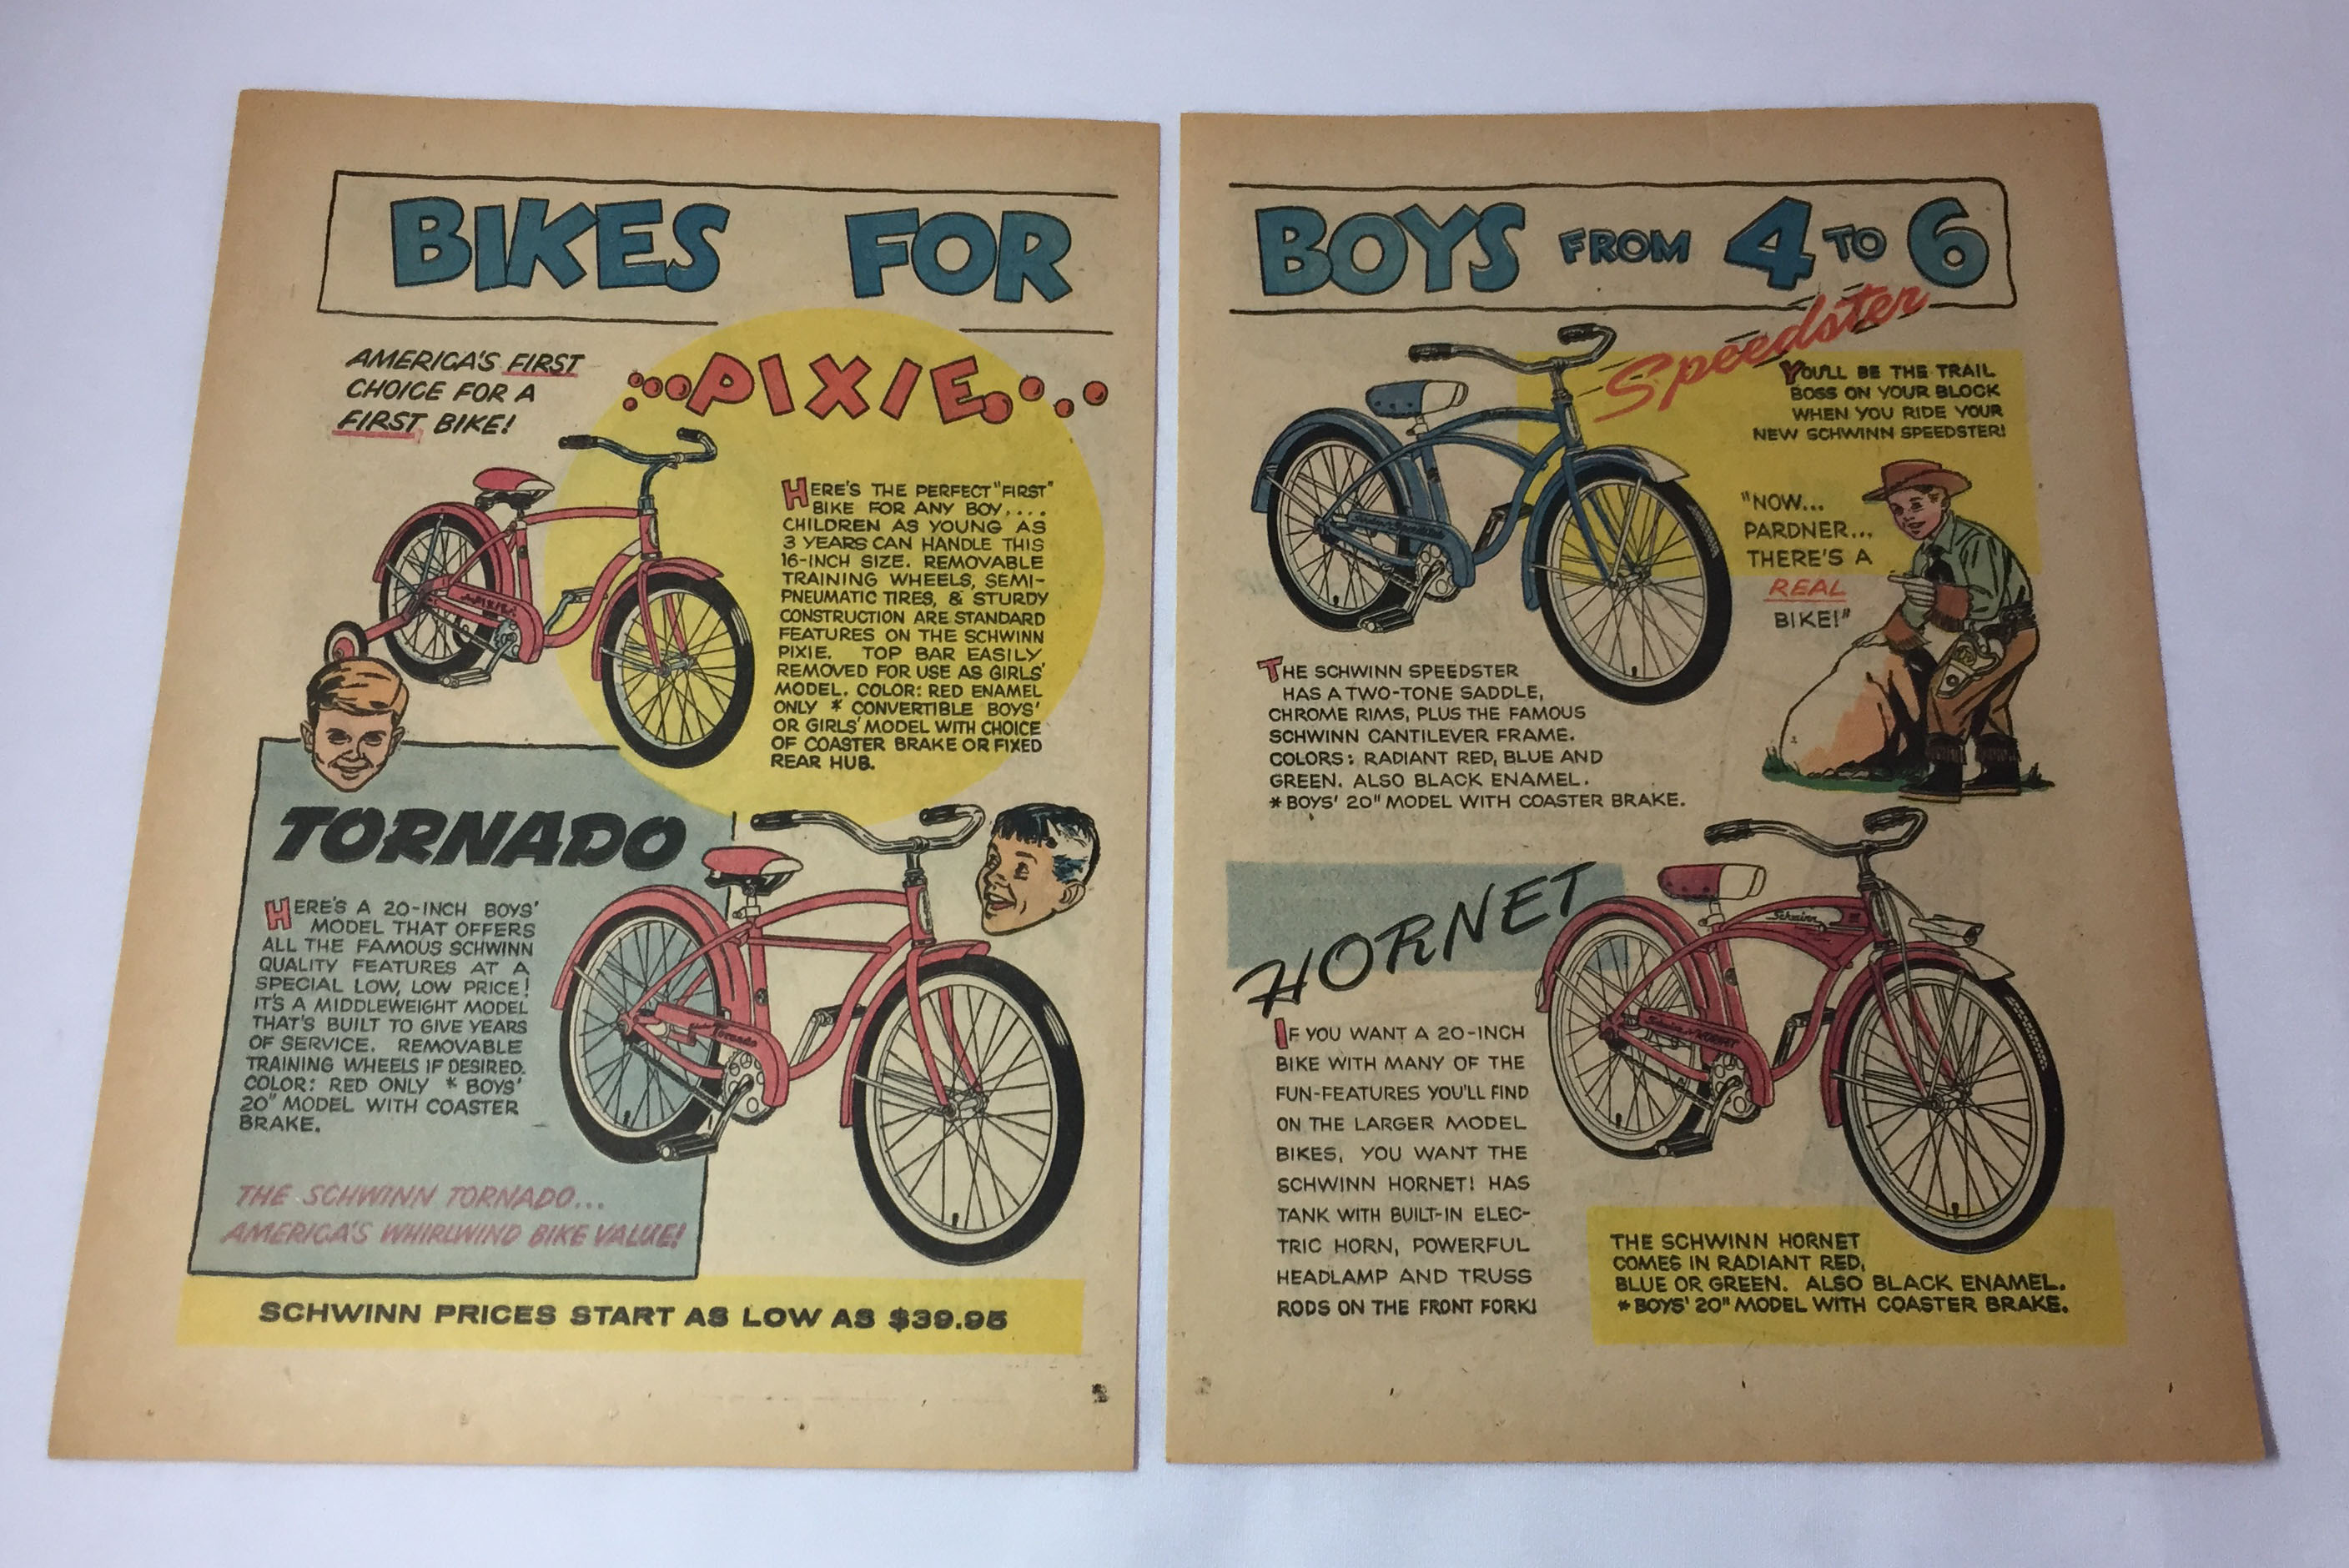 BIKES FOR
AMERICA'S FIRST
CHOICE FOR A
FIRST BIKE!
PIXIE
HERE'S THE PERFECT "FIRST"
BIKE FOR ANY BOY....
CHILDREN AS YOUNG AS
3 YEARS CAN HANDLE THIS
16-INCH SIZE. REMOVABLE
TRAINING WHEELS, SEMI-
PNEUMATIC TIRES, & STURDY
CONSTRUCTION ARE STANDARD
FEATURES ON THE SCHWINN
PIXIE. TOP BAR EASILY
REMOVED FOR USE AS GIRLS'
MODEL. COLOR: RED ENAMEL
ONLY * CONVERTIBLE BOYS'
OR GIRLS' MODEL WITH CHOICE
OF COASTER BRAKE OR FIXED
REAR HUB.
PIXIE
TORNADO
HERE'S A 20-INCH BOYS'
MODEL THAT OFFERS
ALL THE FAMOUS SCHWINN
QUALITY FEATURES AT A
SPECIAL LOW, LOW PRICE!
IT'S A MIDDLEWEIGHT MODEL
THAT'S BUILT TO GIVE YEARS
OF SERVICE. REMOVABLE
TRAINING WHEELS IF DESIRED.
COLOR: RED ONLY * BOYS'
20" MODEL WITH COASTER
BRAKE.
Tornado
THE SCHWINN TORNADO...
AMERICA'S WHIRLWIND BIKE VALUE!
SCHWINN PRICES START AS LOW AS $39.95
BOYS FROM 4 TO 6
Speedster
YOU'LL BE THE TRAIL
BOSS ON YOUR BLOCK
WHEN YOU RIDE YOUR
NEW SCHWINN SPEEDSTER!
"NOW...
PARDNER...
THERE'S A
REAL
BIKE!"
THE SCHWINN SPEEDSTER
HAS A TWO-TONE SADDLE,
CHROME RIMS, PLUS THE FAMOUS
SCHWINN CANTILEVER FRAME.
COLORS: RADIANT RED, BLUE AND
GREEN. ALSO BLACK ENAMEL.
* BOYS' 20" MODEL WITH COASTER BRAKE.
HORNET
Schwinn
Schwinn HORNET
IF YOU WANT A 20-INCH
BIKE WITH MANY OF THE
FUN-FEATURES YOU'LL FIND
ON THE LARGER MODEL
BIKES, YOU WANT THE
SCHWINN HORNET! HAS
TANK WITH BUILT-IN ELEC-
TRIC HORN, POWERFUL
HEADLAMP AND TRUSS
RODS ON THE FRONT FORK!
THE SCHWINN HORNET
COMES IN RADIANT RED,
BLUE OR GREEN. ALSO BLACK ENAMEL.
* BOYS' 20" MODEL WITH COASTER BRAKE.